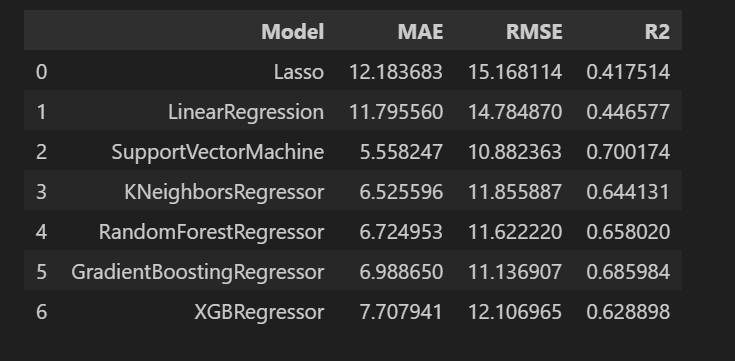 Model MAE RMSE R2
0 Lasso 12.183683 15.168114 0.417514
1 LinearRegression 11.795560 14.784870 0.446577
2 SupportVectorMachine 5.558247 10.882363 0.700174
3 KNeighborsRegressor 6.525596 11.855887 0.644131
4 RandomForestRegressor 6.724953 11.622220 0.658020
5 GradientBoostingRegressor 6.988650 11.136907 0.685984
6 XGBRegressor 7.707941 12.106965 0.628898